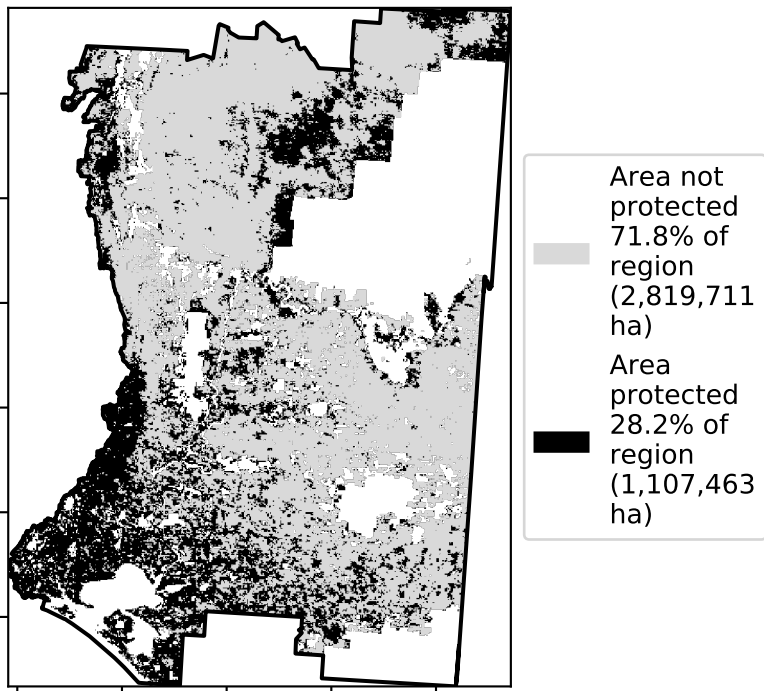 Area not
protected
71.8% of
region
(2,819,711
ha)
Area
protected
28.2% of
region
(1,107,463
ha)